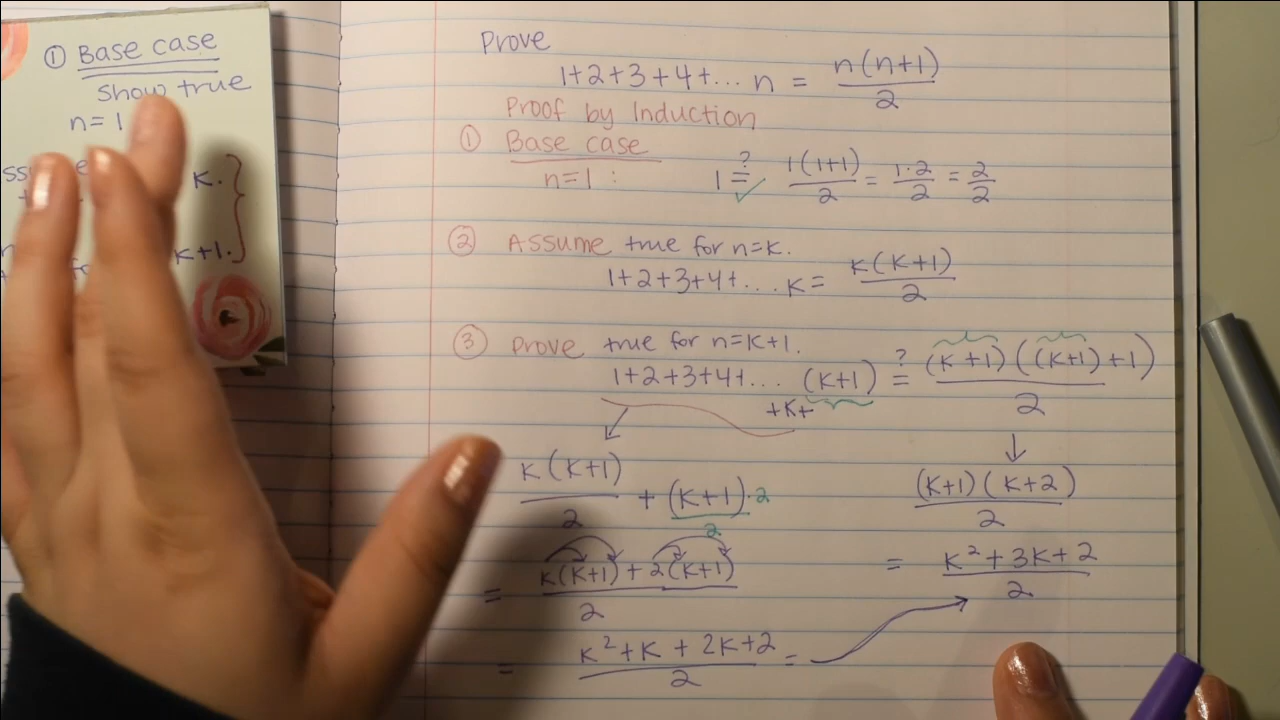 ① Base case
show true
n=1
k.
k+1.
Prove
1+2+3+4+... n = n(n+1)/2
Proof by Induction
① Base case
n=1 : 1 ?= ✓ 1(1+1)/2 = 1·2/2 = 2/2
② Assume true for n=k.
1+2+3+4+... k = k(k+1)/2
③ Prove true for n=k+1.
1+2+3+4+... (k+1) ?= (k+1)((k+1)+1)/2
+k+
k(k+1)/2 + (k+1)·2/2
(k+1)(k+2)/2
= k(k+1)+2(k+1)/2
= k²+3k+2/2
= k²+k+2k+2/2 =